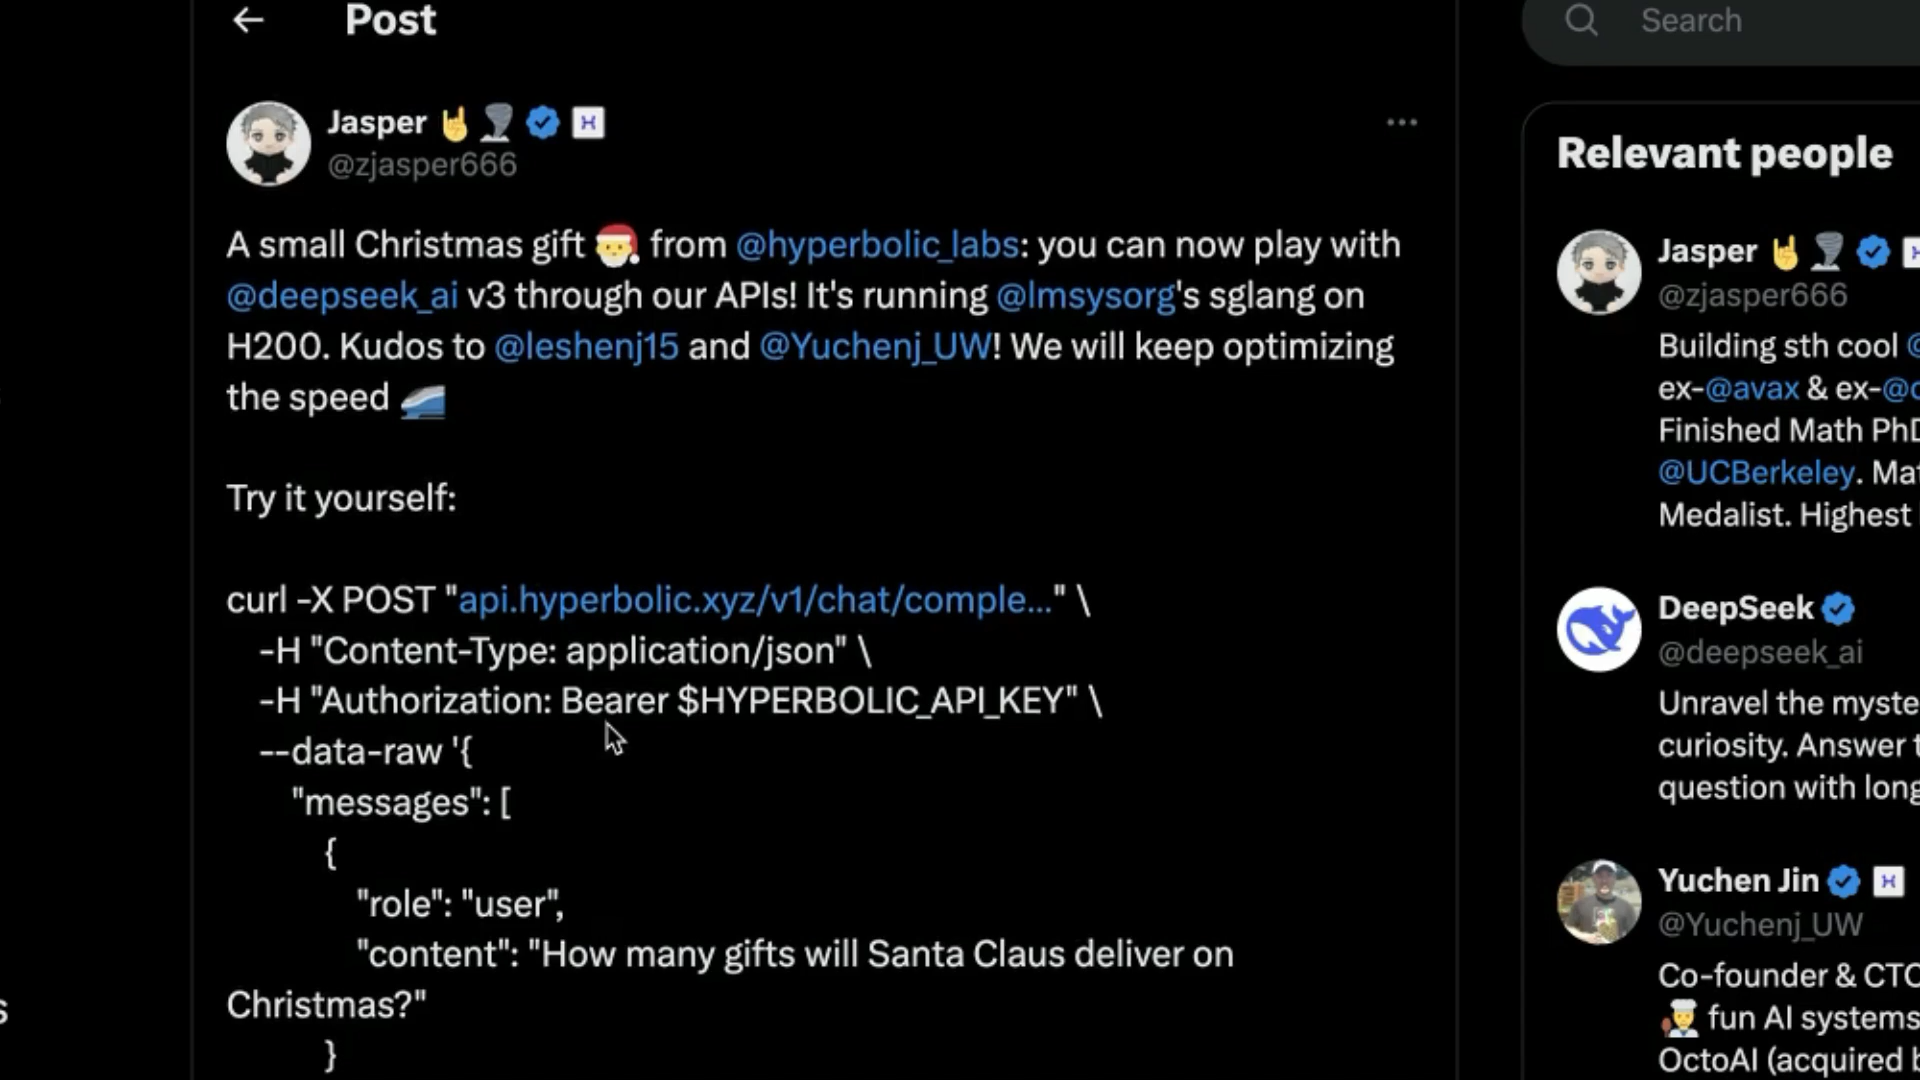 Post
Search
Jasper
@zjasper666
A small Christmas gift from @hyperbolic_labs: you can now play with
@deepseek_ai v3 through our APIs! It's running @lmsysorg's sglang on
H200. Kudos to @leshenj15 and @Yuchenj_UW! We will keep optimizing
the speed
Try it yourself:
curl -X POST "api.hyperbolic.xyz/v1/chat/comple..." \
-H "Content-Type: application/json" \
-H "Authorization: Bearer $HYPERBOLIC_API_KEY" \
--data-raw '{
"messages": [
{
"role": "user",
"content": "How many gifts will Santa Claus deliver on
Christmas?"
}
Relevant people
Jasper
@zjasper666
Building sth cool @
ex-@avax & ex-@
Finished Math PhD
@UCBerkeley. Mat
Medalist. Highest
DeepSeek
@deepseek_ai
Unravel the myste
curiosity. Answer t
question with long
Yuchen Jin
@Yuchenj_UW
Co-founder & CTO
fun AI systems
OctoAI (acquired b